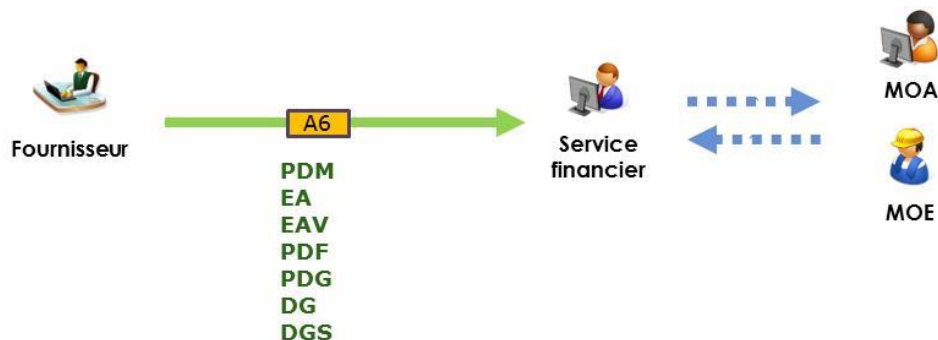 Fournisseur
A6
PDM
EA
EAV
PDF
PDG
DG
DGS
Service
financier
MOA
MOE